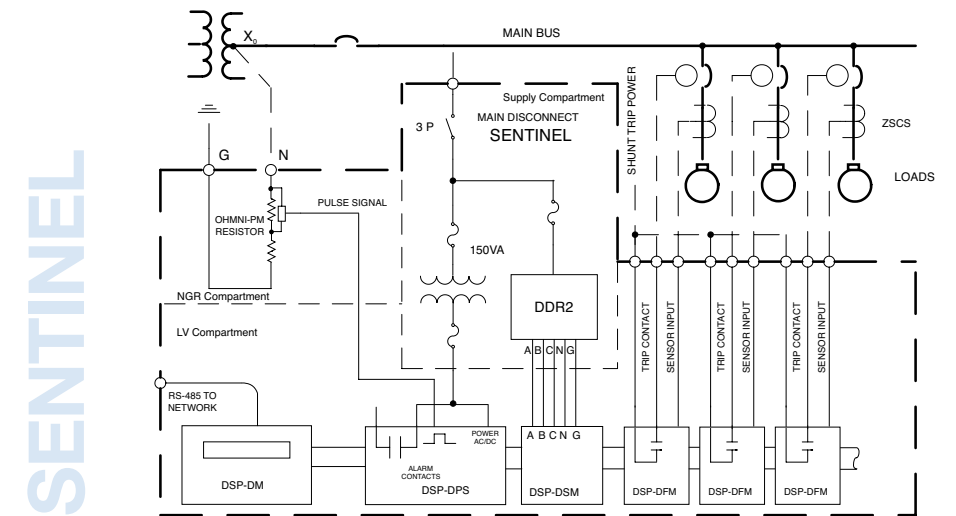 SENTINEL
X₀
MAIN BUS
Supply Compartment
MAIN DISCONNECT
SENTINEL
3 P
SHUNT TRIP POWER
ZSCS
LOADS
G
N
OHMNI-PM
RESISTOR
PULSE SIGNAL
150VA
NGR Compartment
LV Compartment
DDR2
A B C N G
TRIP CONTACT
SENSOR INPUT
TRIP CONTACT
SENSOR INPUT
TRIP CONTACT
SENSOR INPUT
RS-485 TO
NETWORK
POWER
AC/DC
A B C N G
ALARM
CONTACTS
DSP-DM
DSP-DPS
DSP-DSM
DSP-DFM
DSP-DFM
DSP-DFM